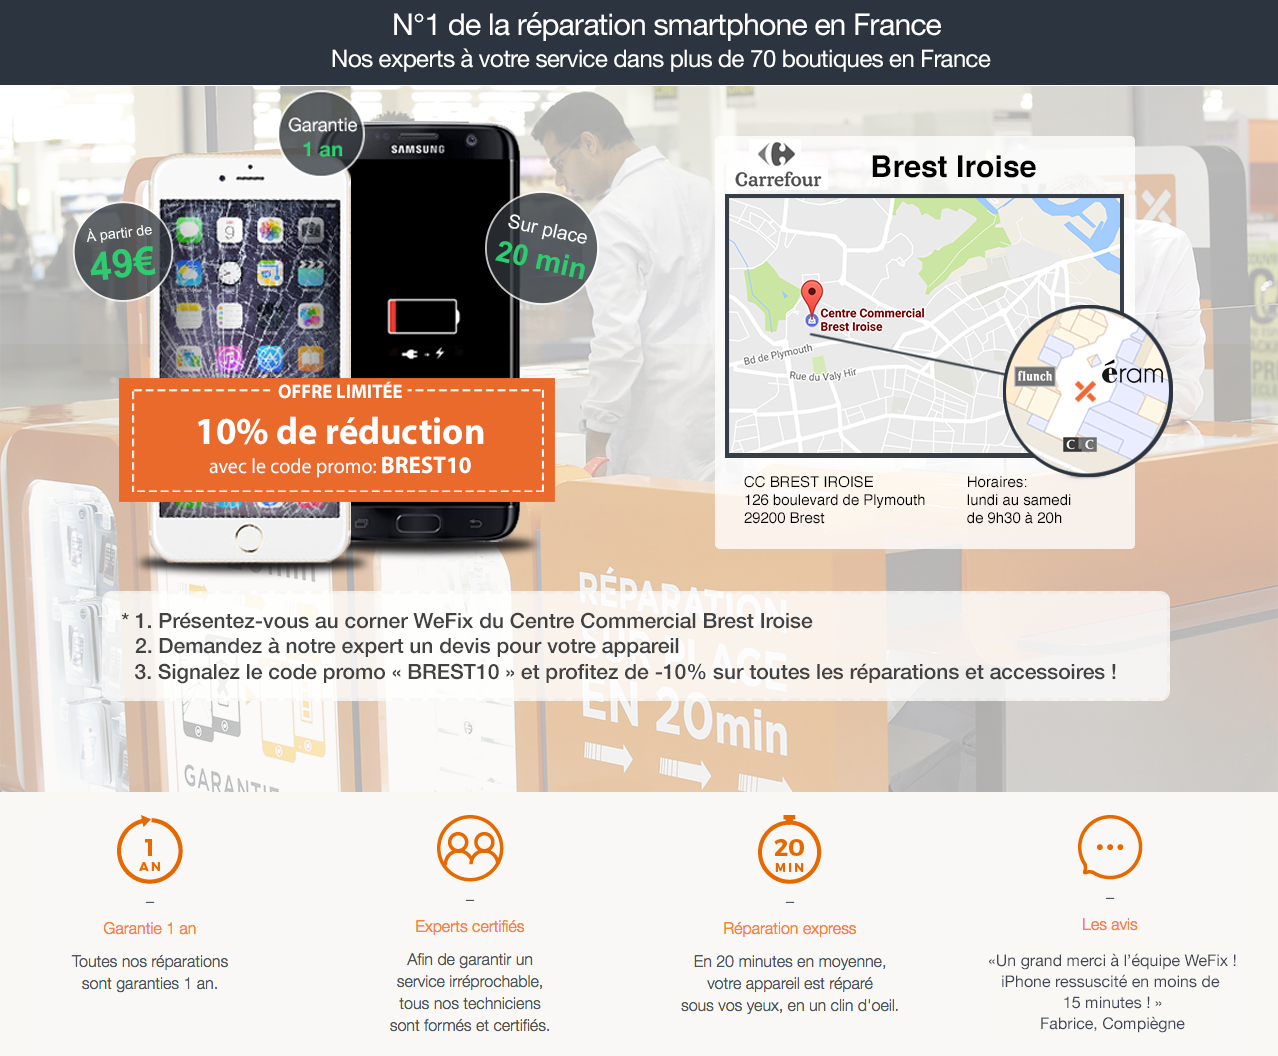 N°1 de la réparation smartphone en France
Nos experts à votre service dans plus de 70 boutiques en France
Garantie
1 an
SAMSUNG
À partir de
49€
Sur place
20 min
9
OFFRE LIMITÉE
10% de réduction
avec le code promo: BREST10
Carrefour
Brest Iroise
Centre Commercial
Brest Iroise
Bd de Plymouth
Rue du Valy Hir
flunch
éram
C C
CC BREST IROISE
126 boulevard de Plymouth
29200 Brest
Horaires:
lundi au samedi
de 9h30 à 20h
RÉPARATION
SUR PLACE
EN 20min
GARANTIE
* 1. Présentez-vous au corner WeFix du Centre Commercial Brest Iroise
2. Demandez à notre expert un devis pour votre appareil
3. Signalez le code promo « BREST10 » et profitez de -10% sur toutes les réparations et accessoires !
1
AN
–
Garantie 1 an
Toutes nos réparations
sont garanties 1 an.
–
Experts certifiés
Afin de garantir un
service irréprochable,
tous nos techniciens
sont formés et certifiés.
20
MIN
–
Réparation express
En 20 minutes en moyenne,
votre appareil est réparé
sous vos yeux, en un clin d'oeil.
–
Les avis
«Un grand merci à l'équipe WeFix !
iPhone ressuscité en moins de
15 minutes ! »
Fabrice, Compiègne